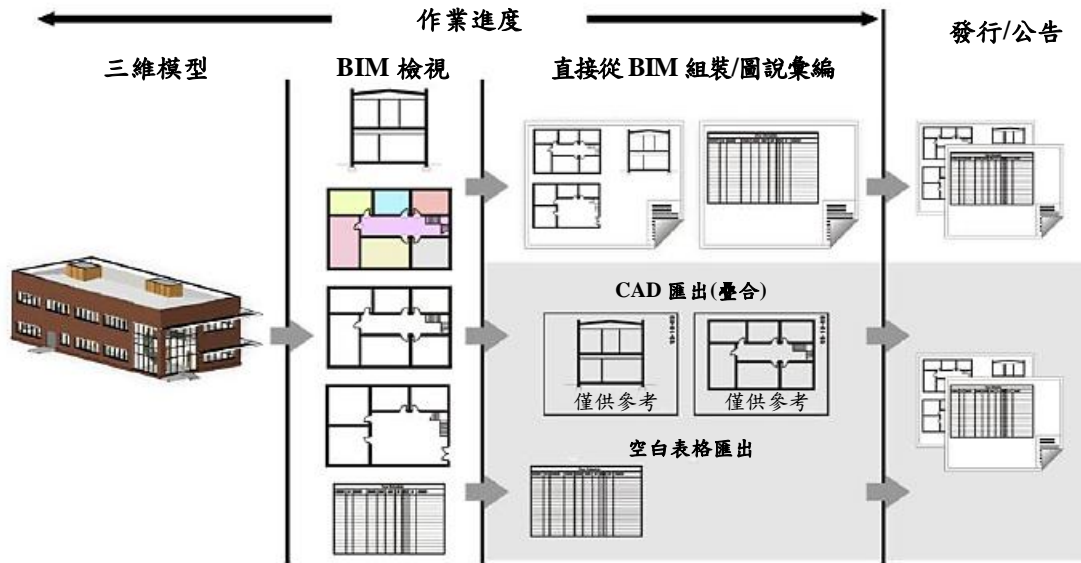 作業進度
發行/公告
三維模型
BIM 檢視
直接從 BIM 組裝/圖說彙編
CAD 匯出(疊合)
僅供參考
僅供參考
空白表格匯出